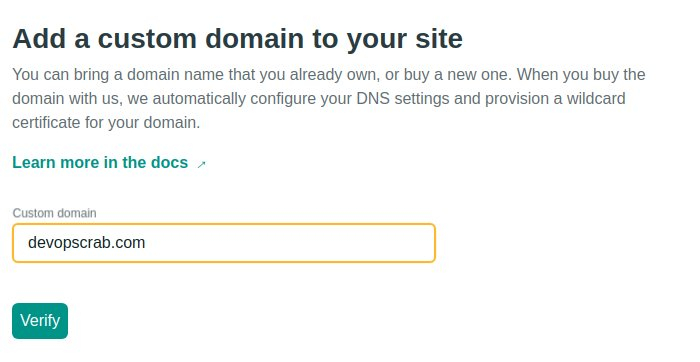 Add a custom domain to your site
You can bring a domain name that you already own, or buy a new one. When you buy the
domain with us, we automatically configure your DNS settings and provision a wildcard
certificate for your domain.
Learn more in the docs ↗
Custom domain
devopscrab.com
Verify